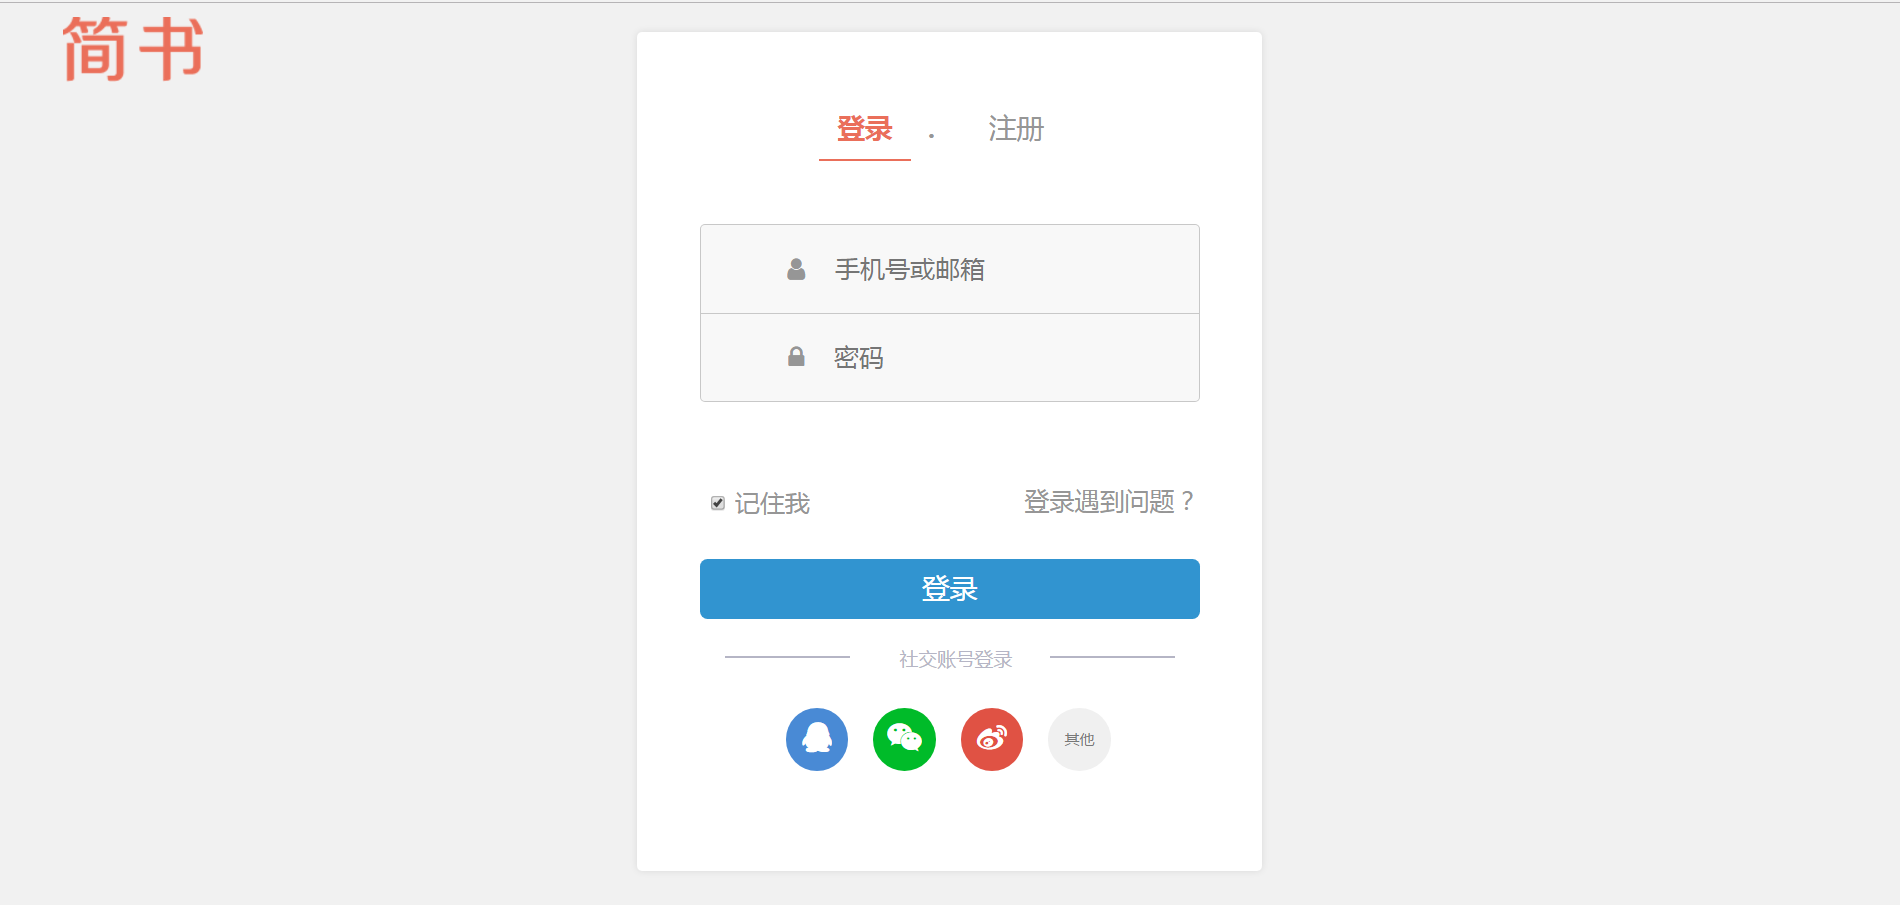 简书
登录 . 注册
手机号或邮箱
密码
记住我 登录遇到问题？
登录
社交账号登录
其他